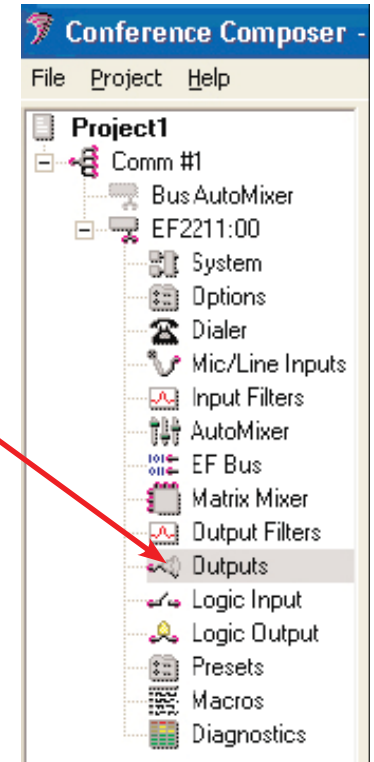 Conference Composer -
File Project Help
Project1
Comm #1
Bus AutoMixer
EF2211:00
System
Options
Dialer
Mic/Line Inputs
Input Filters
AutoMixer
EF Bus
Matrix Mixer
Output Filters
Outputs
Logic Input
Logic Output
Presets
Macros
Diagnostics